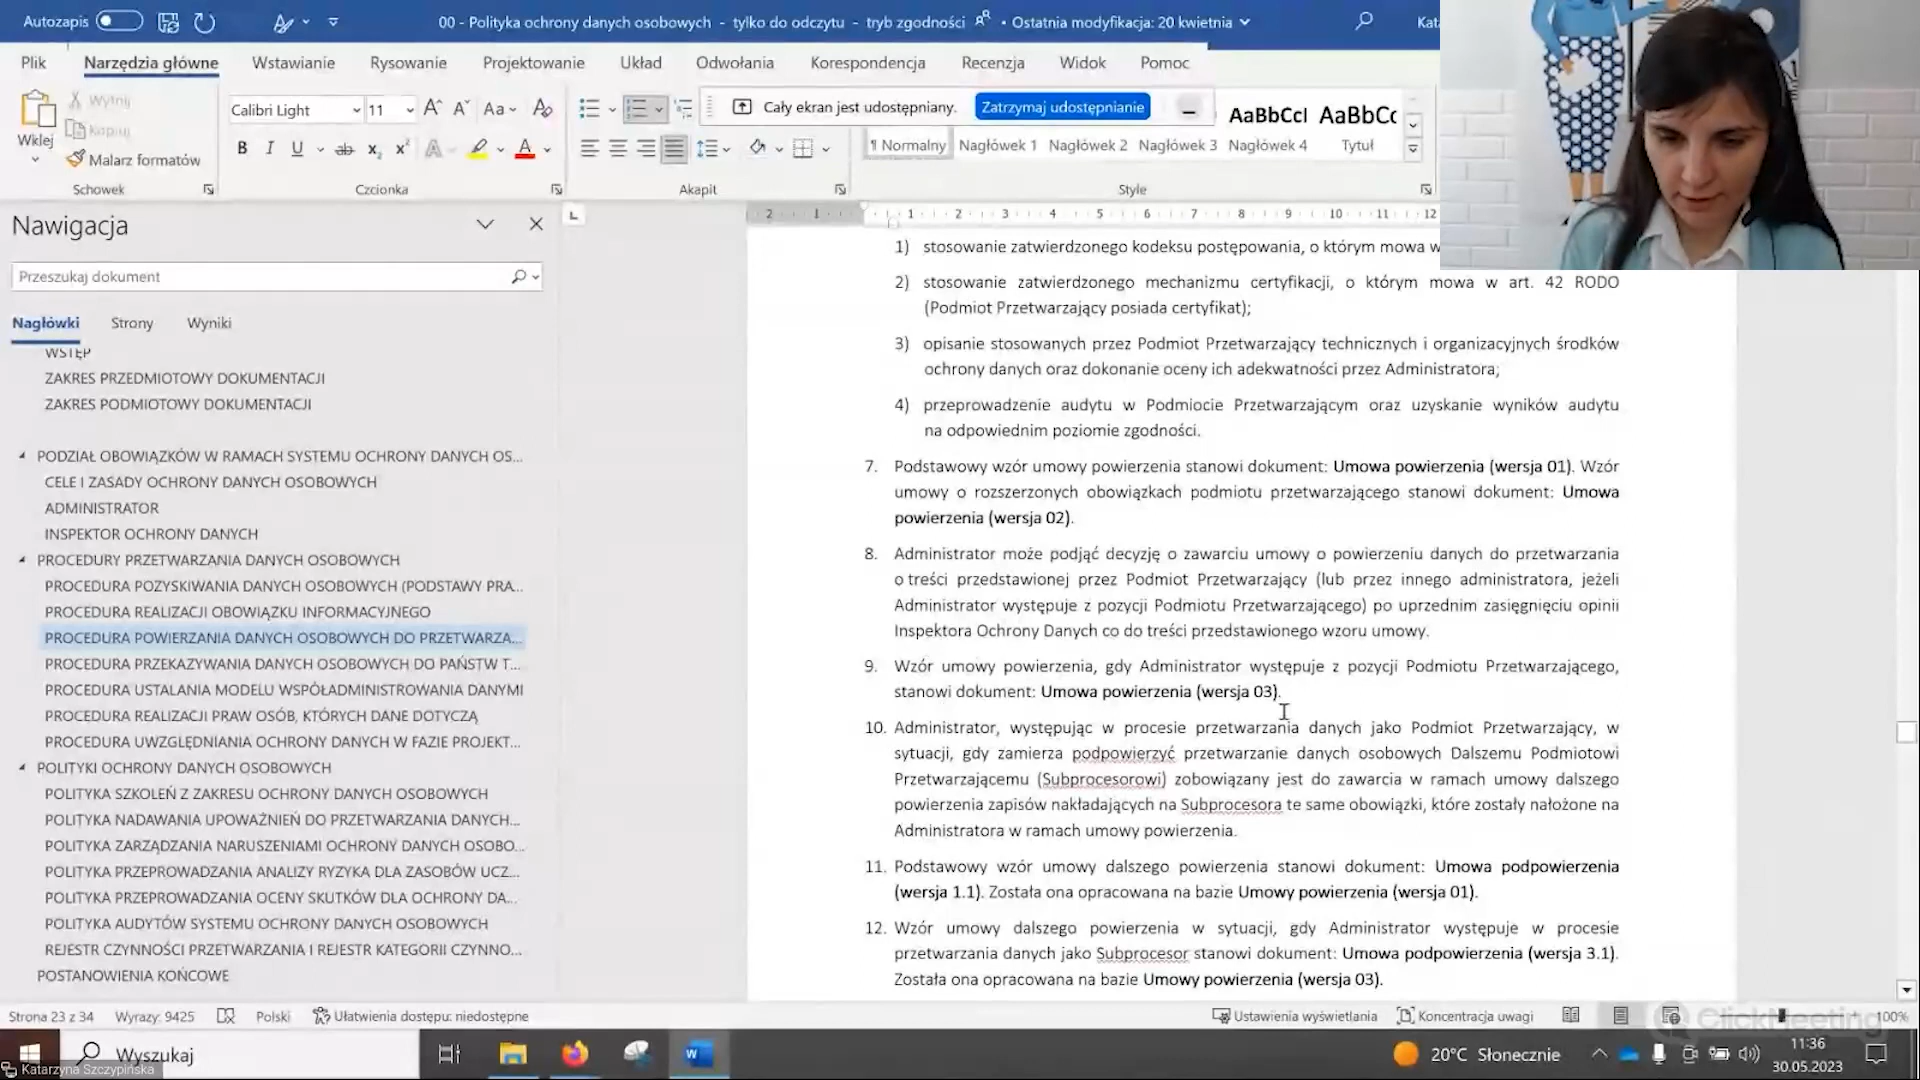 Autozapis
00 - Polityka ochrony danych osobowych - tylko do odczytu - tryb zgodności • Ostatnia modyfikacja: 20 kwietnia
Plik Narzędzia główne Wstawianie Rysowanie Projektowanie Układ Odwołania Korespondencja Recenzja Widok Pomoc
Wklej
Wytnij
Kopiuj
Malarz formatów
Schowek
Calibri Light 11
Czcionka
Akapit
Cały ekran jest udostępniany. Zatrzymaj udostępnianie
¶ Normalny Nagłówek 1 Nagłówek 2 Nagłówek 3 Nagłówek 4 Tytuł
AaBbCcI AaBbCc
Style
Nawigacja
Przeszukaj dokument
Nagłówki Strony Wyniki
WSTĘP
ZAKRES PRZEDMIOTOWY DOKUMENTACJI
ZAKRES PODMIOTOWY DOKUMENTACJI
PODZIAŁ OBOWIĄZKÓW W RAMACH SYSTEMU OCHRONY DANYCH OS...
CELE I ZASADY OCHRONY DANYCH OSOBOWYCH
ADMINISTRATOR
INSPEKTOR OCHRONY DANYCH
PROCEDURY PRZETWARZANIA DANYCH OSOBOWYCH
PROCEDURA POZYSKIWANIA DANYCH OSOBOWYCH (PODSTAWY PRA...
PROCEDURA REALIZACJI OBOWIĄZKU INFORMACYJNEGO
PROCEDURA POWIERZANIA DANYCH OSOBOWYCH DO PRZETWARZA...
PROCEDURA PRZEKAZYWANIA DANYCH OSOBOWYCH DO PAŃSTW T...
PROCEDURA USTALANIA MODELU WSPÓŁADMINISTROWANIA DANYMI
PROCEDURA REALIZACJI PRAW OSÓB, KTÓRYCH DANE DOTYCZĄ
PROCEDURA UWZGLĘDNIANIA OCHRONY DANYCH W FAZIE PROJEKT...
POLITYKI OCHRONY DANYCH OSOBOWYCH
POLITYKA SZKOLEŃ Z ZAKRESU OCHRONY DANYCH OSOBOWYCH
POLITYKA NADAWANIA UPOWAŻNIEŃ DO PRZETWARZANIA DANYCH...
POLITYKA ZARZĄDZANIA NARUSZENIAMI OCHRONY DANYCH OSOBO...
POLITYKA PRZEPROWADZANIA ANALIZY RYZYKA DLA ZASOBÓW UCZ...
POLITYKA PRZEPROWADZANIA OCENY SKUTKÓW DLA OCHRONY DA...
POLITYKA AUDYTÓW SYSTEMU OCHRONY DANYCH OSOBOWYCH
REJESTR CZYNNOŚCI PRZETWARZANIA I REJESTR KATEGORII CZYNNO...
POSTANOWIENIA KOŃCOWE
1) stosowanie zatwierdzonego kodeksu postępowania, o którym mowa w
2) stosowanie zatwierdzonego mechanizmu certyfikacji, o którym mowa w art. 42 RODO
(Podmiot Przetwarzający posiada certyfikat);
3) opisanie stosowanych przez Podmiot Przetwarzający technicznych i organizacyjnych środków
ochrony danych oraz dokonanie oceny ich adekwatności przez Administratora;
4) przeprowadzenie audytu w Podmiocie Przetwarzającym oraz uzyskanie wyników audytu
na odpowiednim poziomie zgodności.
7. Podstawowy wzór umowy powierzenia stanowi dokument: Umowa powierzenia (wersja 01). Wzór
umowy o rozszerzonych obowiązkach podmiotu przetwarzającego stanowi dokument: Umowa
powierzenia (wersja 02).
8. Administrator może podjąć decyzję o zawarciu umowy o powierzeniu danych do przetwarzania
o treści przedstawionej przez Podmiot Przetwarzający (lub przez innego administratora, jeżeli
Administrator występuje z pozycji Podmiotu Przetwarzającego) po uprzednim zasięgnięciu opinii
Inspektora Ochrony Danych co do treści przedstawionego wzoru umowy.
9. Wzór umowy powierzenia, gdy Administrator występuje z pozycji Podmiotu Przetwarzającego,
stanowi dokument: Umowa powierzenia (wersja 03).
10. Administrator, występując w procesie przetwarzania danych jako Podmiot Przetwarzający, w
sytuacji, gdy zamierza podpowierzyć przetwarzanie danych osobowych Dalszemu Podmiotowi
Przetwarzającemu (Subprocesorowi) zobowiązany jest do zawarcia w ramach umowy dalszego
powierzenia zapisów nakładających na Subprocesora te same obowiązki, które zostały nałożone na
Administratora w ramach umowy powierzenia.
11. Podstawowy wzór umowy dalszego powierzenia stanowi dokument: Umowa podpowierzenia
(wersja 1.1). Została ona opracowana na bazie Umowy powierzenia (wersja 01).
12. Wzór umowy dalszego powierzenia w sytuacji, gdy Administrator występuje w procesie
przetwarzania danych jako Subprocesor stanowi dokument: Umowa podpowierzenia (wersja 3.1).
Została ona opracowana na bazie Umowy powierzenia (wersja 03).
Strona 23 z 34 Wyrazy: 9425 Polski Ułatwienia dostępu: niedostępne Ustawienia wyświetlania Koncentracja uwagi 100%
ClickMeeting
Wyszukaj
20°C Słonecznie
11:36
30.05.2023
Katarzyna Szczypińska